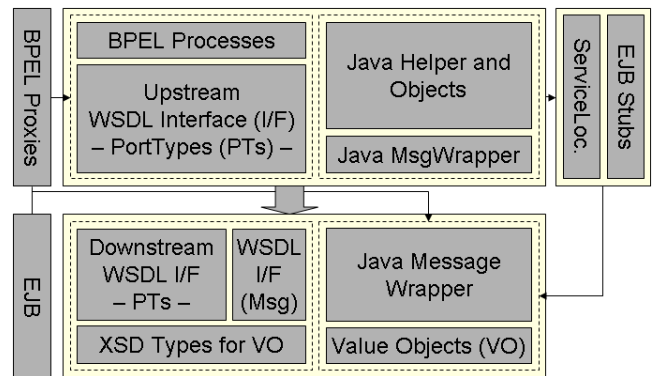 BPEL Proxies
BPEL Processes
Upstream
WSDL Interface (I/F)
– PortTypes (PTs) –
Java Helper and
Objects
Java MsgWrapper
ServiceLoc.
EJB Stubs
EJB
Downstream
WSDL I/F
– PTs –
WSDL
I/F
(Msg)
XSD Types for VO
Java Message
Wrapper
Value Objects (VO)